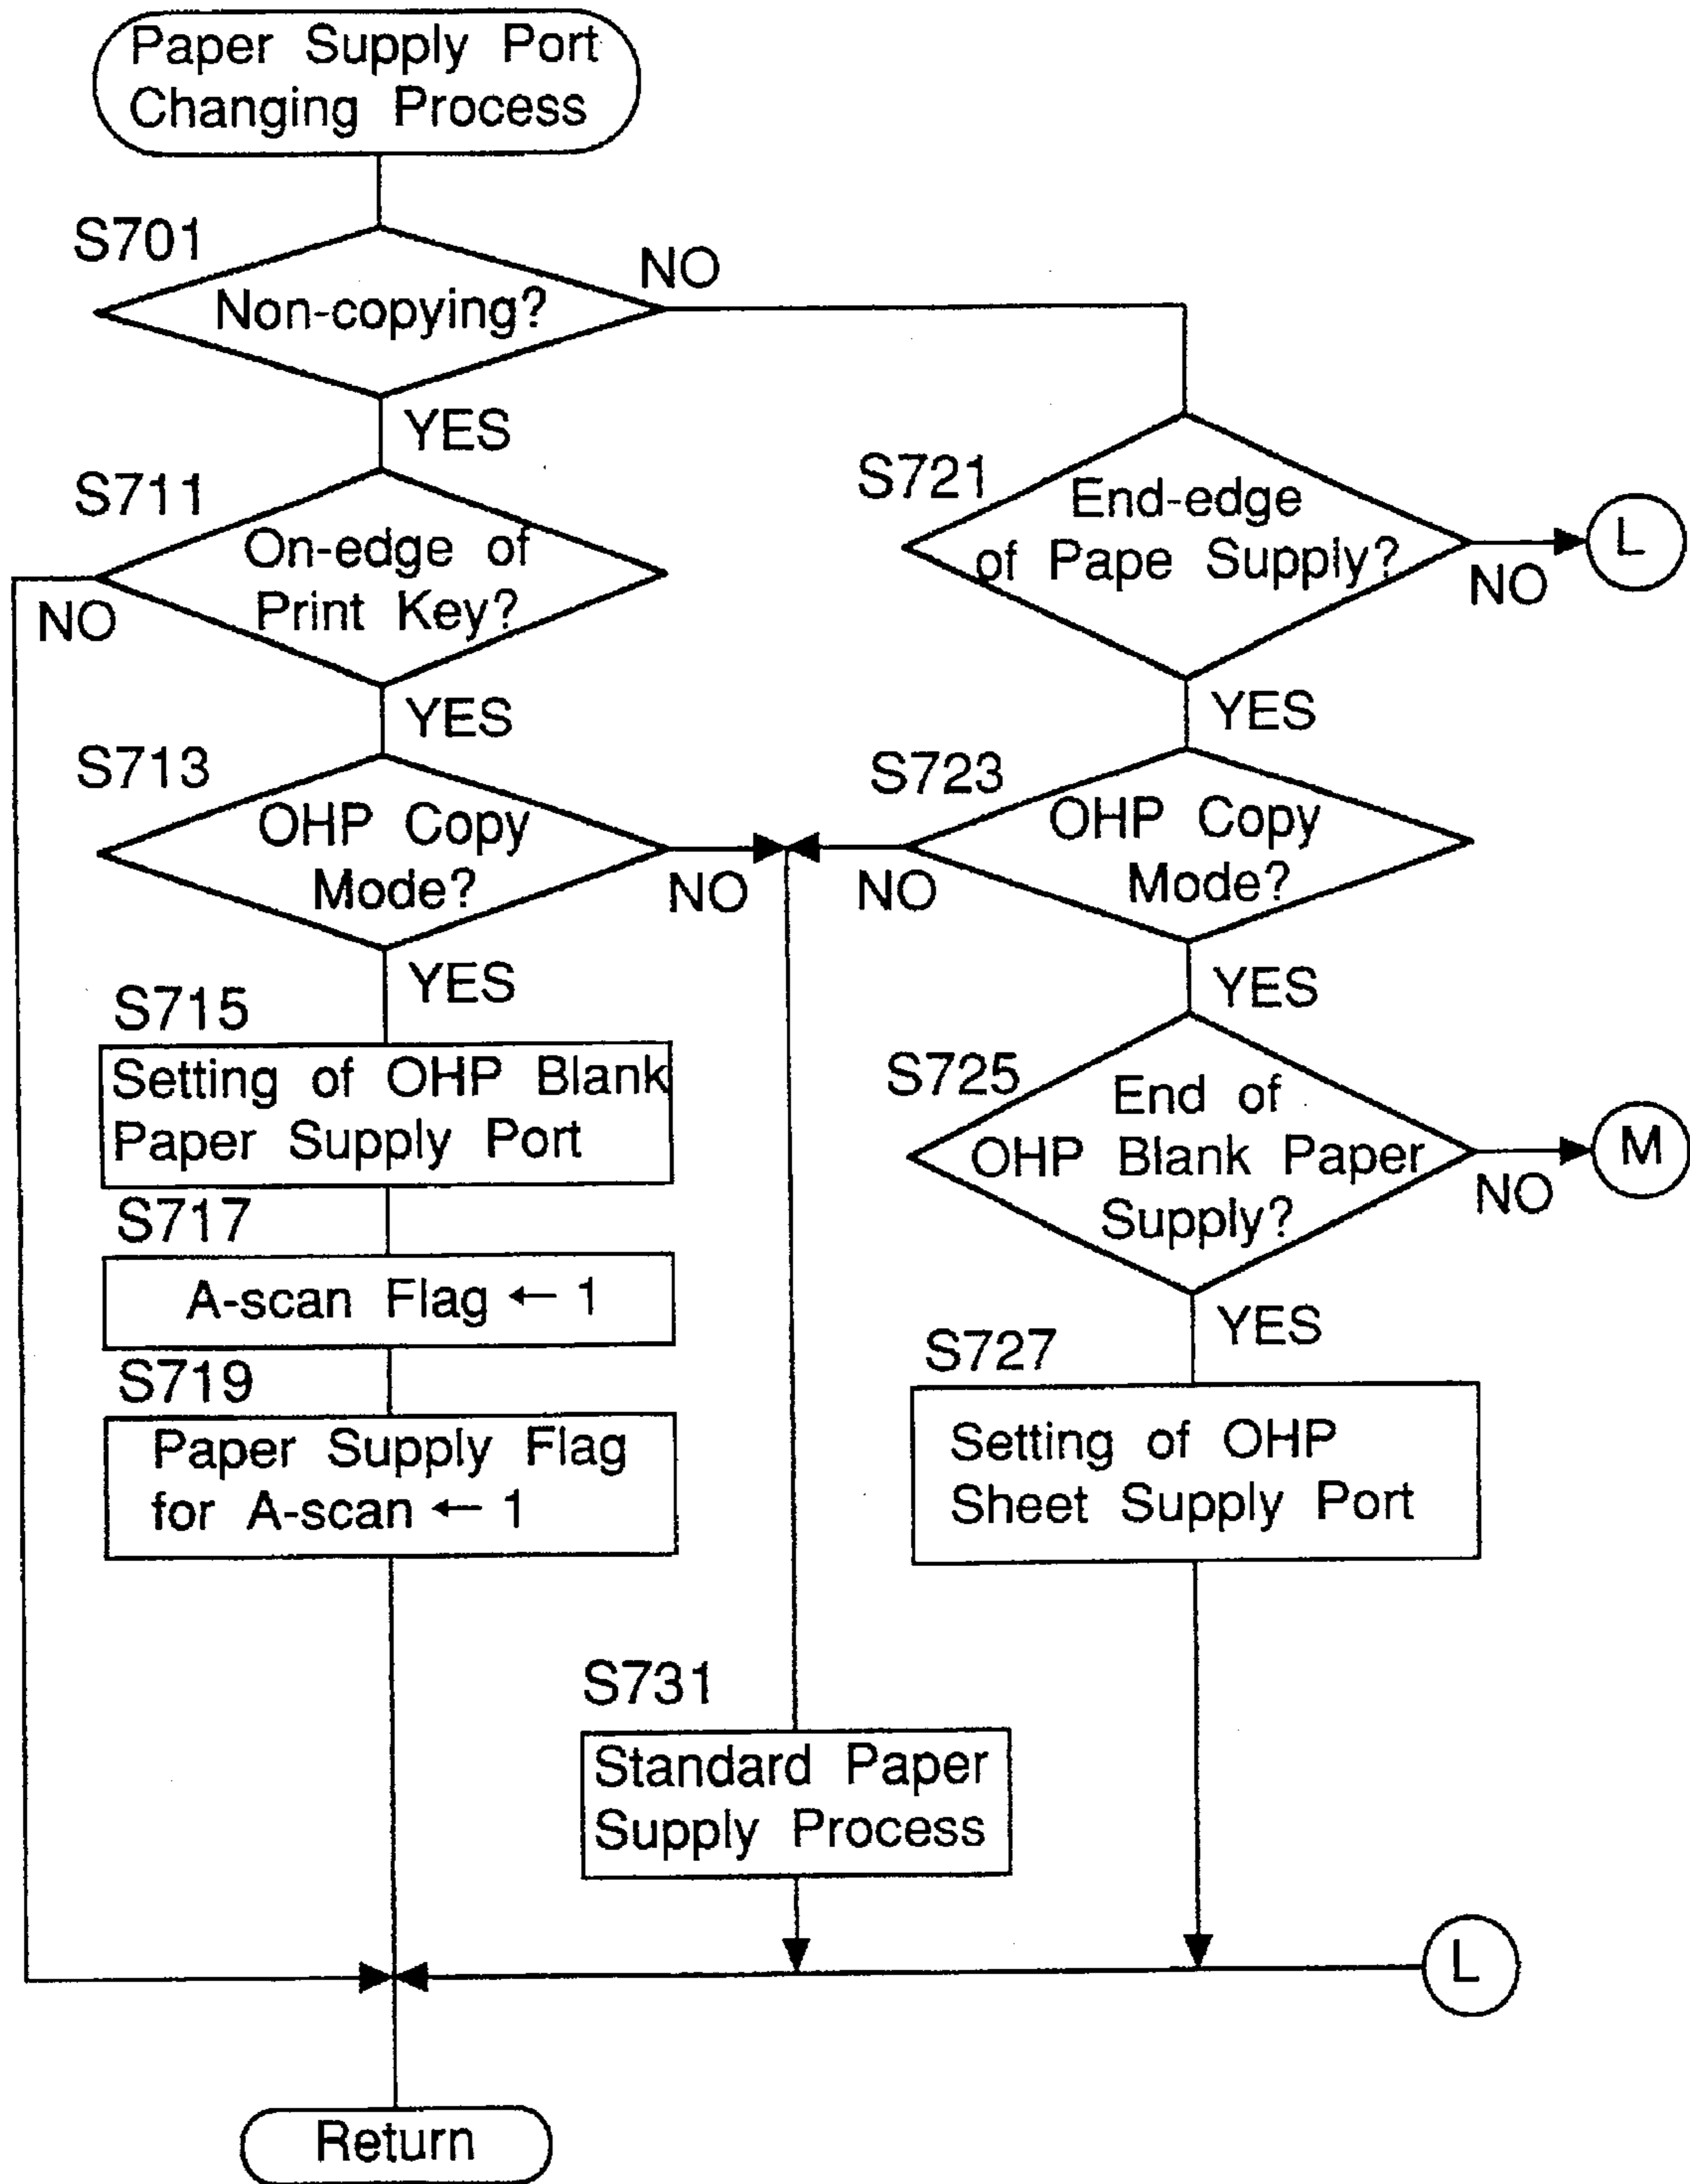 Paper Supply Port
Changing Process
S701
Non-copying?
NO
YES
S711
On-edge of
Print Key?
NO
YES
S713
OHP Copy
Mode?
NO
YES
S715
Setting of OHP Blank
Paper Supply Port
S717
A-scan Flag ← 1
S719
Paper Supply Flag
for A-scan ← 1
S721
End-edge
of Pape Supply?
NO
L
YES
S723
OHP Copy
Mode?
NO
YES
S725
End of
OHP Blank Paper
Supply?
NO
M
YES
S727
Setting of OHP
Sheet Supply Port
S731
Standard Paper
Supply Process
L
Return